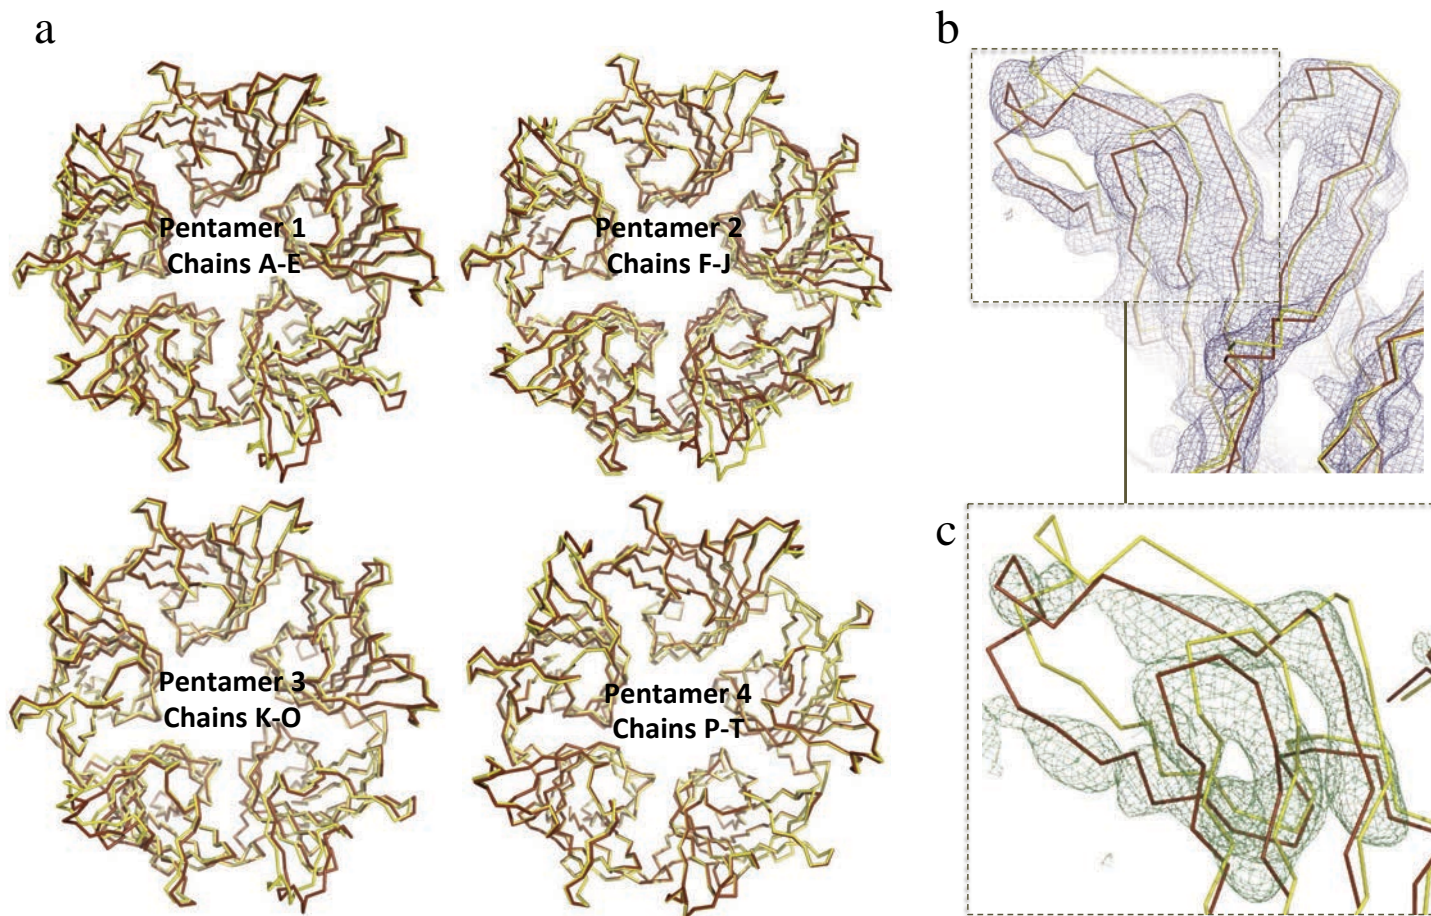 a
Pentamer 1
Chains A-E
Pentamer 2
Chains F-J
Pentamer 3
Chains K-O
Pentamer 4
Chains P-T
b
c